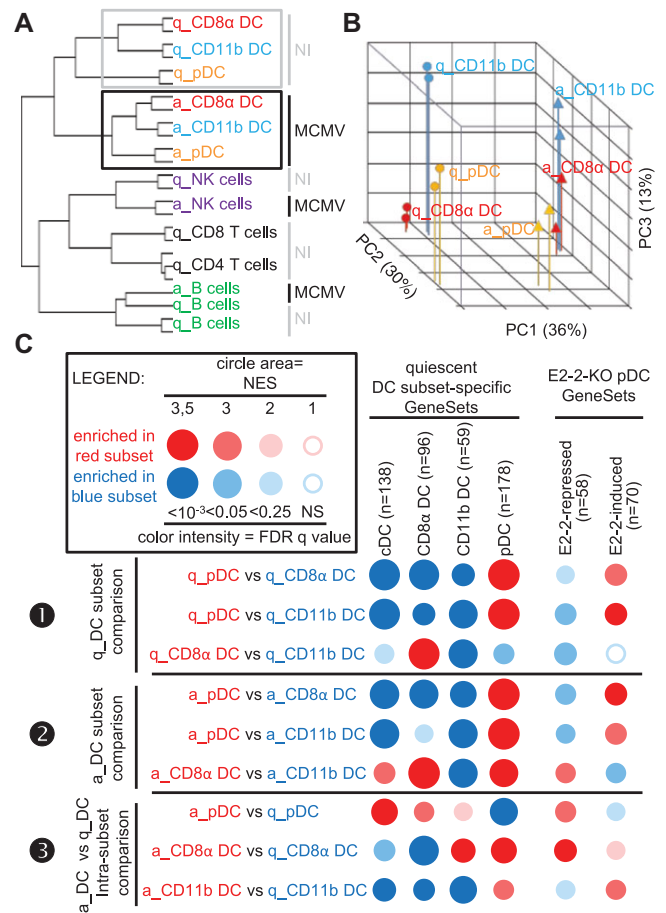 A
q_CD8α DC
q_CD11b DC
q_pDC
NI
a_CD8α DC
a_CD11b DC
a_pDC
MCMV
q_NK cells
NI
a_NK cells
MCMV
q_CD8 T cells
q_CD4 T cells
NI
a_B cells
MCMV
q_B cells
q_B cells
NI
B
q_CD11b DC
a_CD11b DC
q_pDC
a_CD8α DC
q_CD8α DC
a_pDC
PC2 (30%)
PC1 (36%)
PC3 (13%)
C
LEGEND:
circle area=
NES
3,5 3 2 1
enriched in
red subset
enriched in
blue subset
<10⁻³ <0.05 <0.25 NS
color intensity = FDR q value
quiescent
DC subset-specific
GeneSets
E2-2-KO pDC
GeneSets
cDC (n=138)
CD8α DC (n=96)
CD11b DC (n=59)
pDC (n=178)
E2-2-repressed
(n=58)
E2-2-induced
(n=70)
1
q_DC subset
comparison
q_pDC vs q_CD8α DC
q_pDC vs q_CD11b DC
q_CD8α DC vs q_CD11b DC
2
a_DC subset
comparison
a_pDC vs a_CD8α DC
a_pDC vs a_CD11b DC
a_CD8α DC vs a_CD11b DC
3
a_DC vs q_DC
Intra-subset
comparison
a_pDC vs q_pDC
a_CD8α DC vs q_CD8α DC
a_CD11b DC vs q_CD11b DC